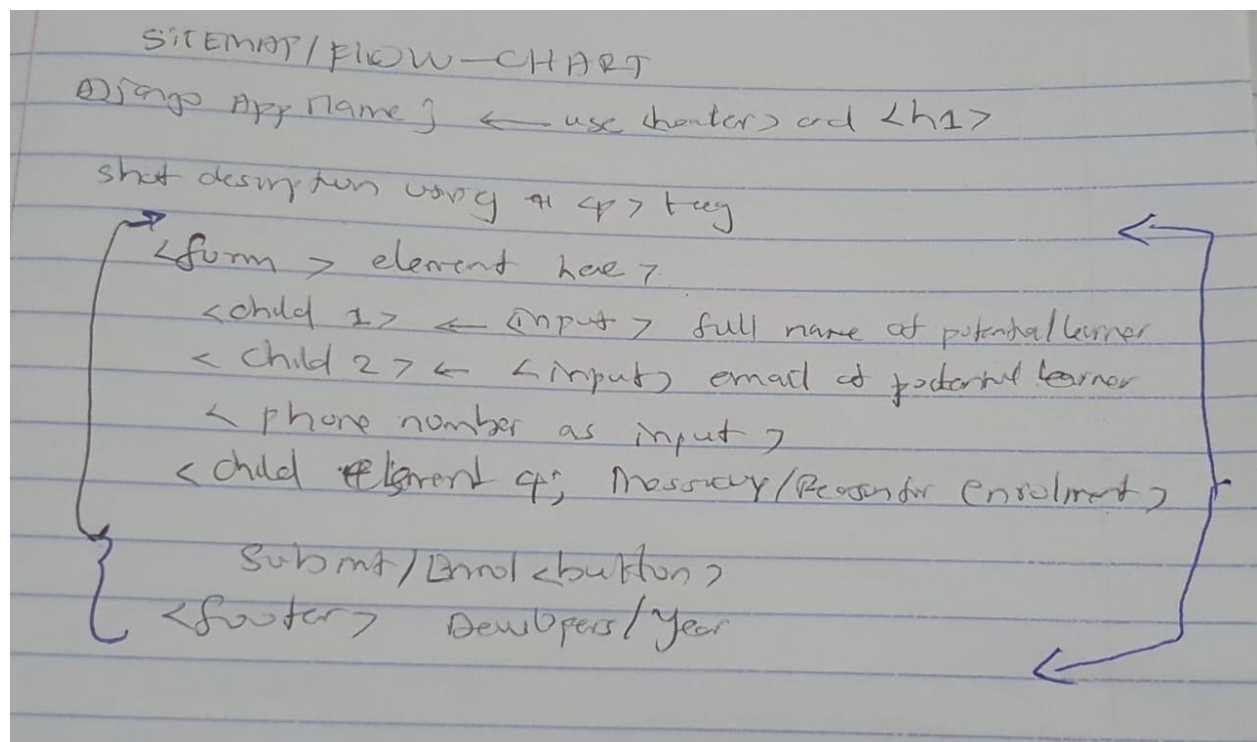 SITEMAP/FLOW-CHART
Django App name} ← use <header> and <h1>
short description using <p> tag
<form > element here >
<child 1> ← <input> full name of potential learner
< child 2> ← <input> email of potential learner
< phone number as input >
<child element 4; Message/Reason for enrolment>
Submit/Enrol <button>
<footer> Developers/Year